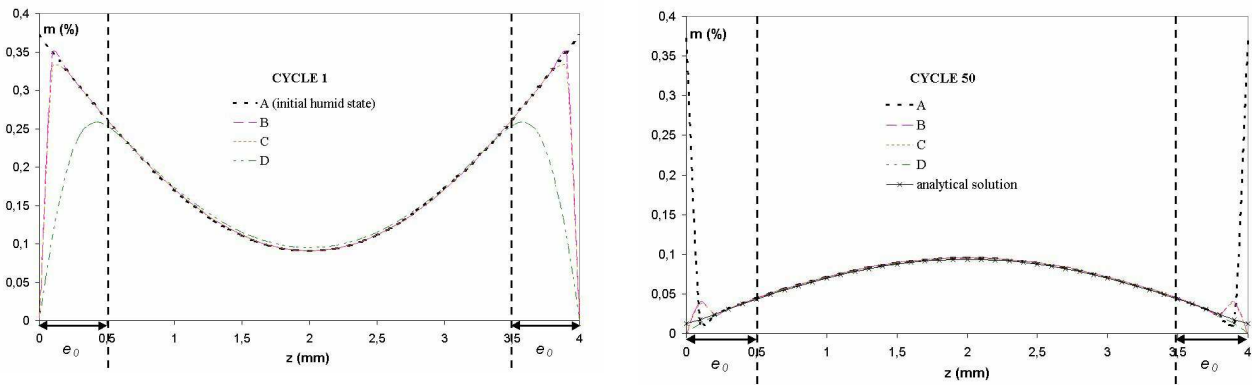 m (%)
0,4
0,35
0,3
0,25
0,2
0,15
0,1
0,05
0
CYCLE 1
A (initial humid state)
B
C
D
0 0,5 1 1,5 2 2,5 3 3,5 4
e0 e0
z (mm)
m (%)
0,4
0,35
0,3
0,25
0,2
0,15
0,1
0,05
0
CYCLE 50
A
B
C
D
analytical solution
0 0,5 1 1,5 2 2,5 3 3,5 4
e0 e0
z (mm)